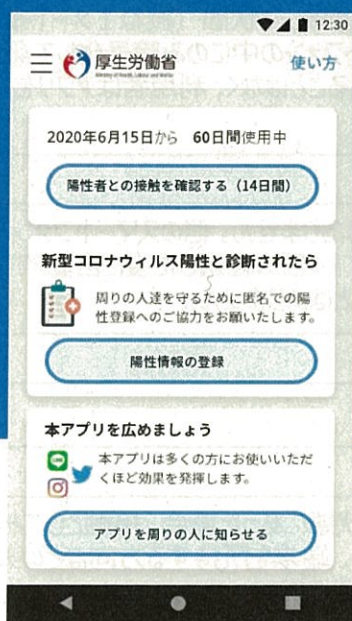 12:30
厚生労働省
Ministry of Health, Labour and Welfare
使い方
2020年6月15日から 60日間使用中
陽性者との接触を確認する（14日間）
新型コロナウィルス陽性と診断されたら
周りの人達を守るために匿名での陽
性登録へのご協力をお願いいたします。
陽性情報の登録
本アプリを広めましょう
LINE
本アプリは多くの方にお使いいただ
くほど効果を発揮します。
アプリを周りの人に知らせる